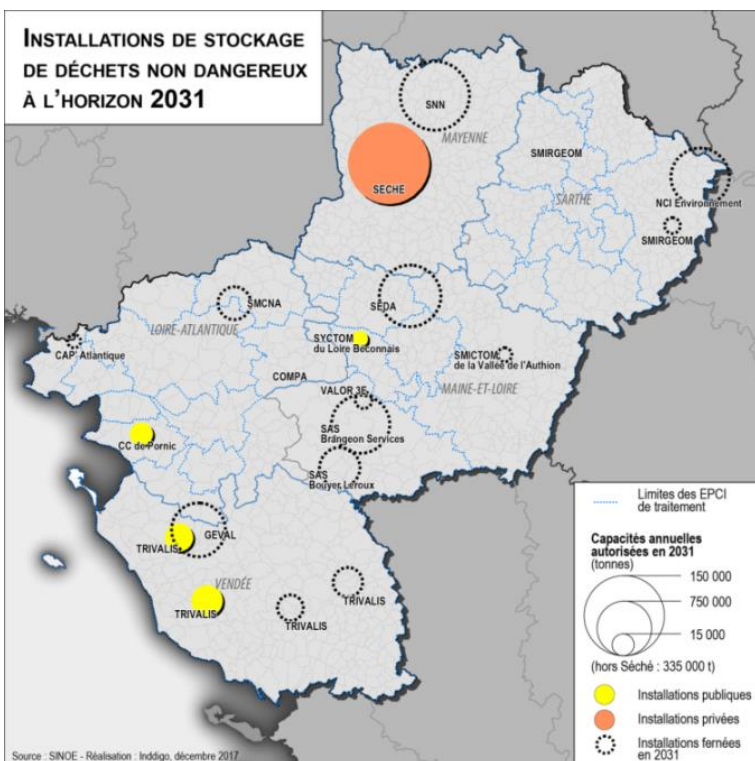 INSTALLATIONS DE STOCKAGE
DE DÉCHETS NON DANGEREUX
À L'HORIZON 2031
SNN
MAYENNE
SECHE
SMIRGEOM
SARTHE
NCI Environnement
SMIRGEOM
SMCNA
SEDA
LOIRE-ATLANTIQUE
CAP Atlantique
SYCTOM
du Loire Béconnais
SMICTOM
de la Vallée de l'Authion
COMPA
MAINE-ET-LOIRE
VALOR 3E
SAS
Brangeon Services
CC de Pornic
SAS
Bouyer Leroux
GEVAL
TRIVALIS
VENDÉE
TRIVALIS
TRIVALIS
TRIVALIS
Limites des EPCI
de traitement
Capacités annuelles
autorisées en 2031
(tonnes)
150 000
750 000
15 000
(hors Séché : 335 000 t)
Installations publiques
Installations privées
Installations fernées
en 2031
Source : SINOE - Réalisation : Inddigo, décembre 2017